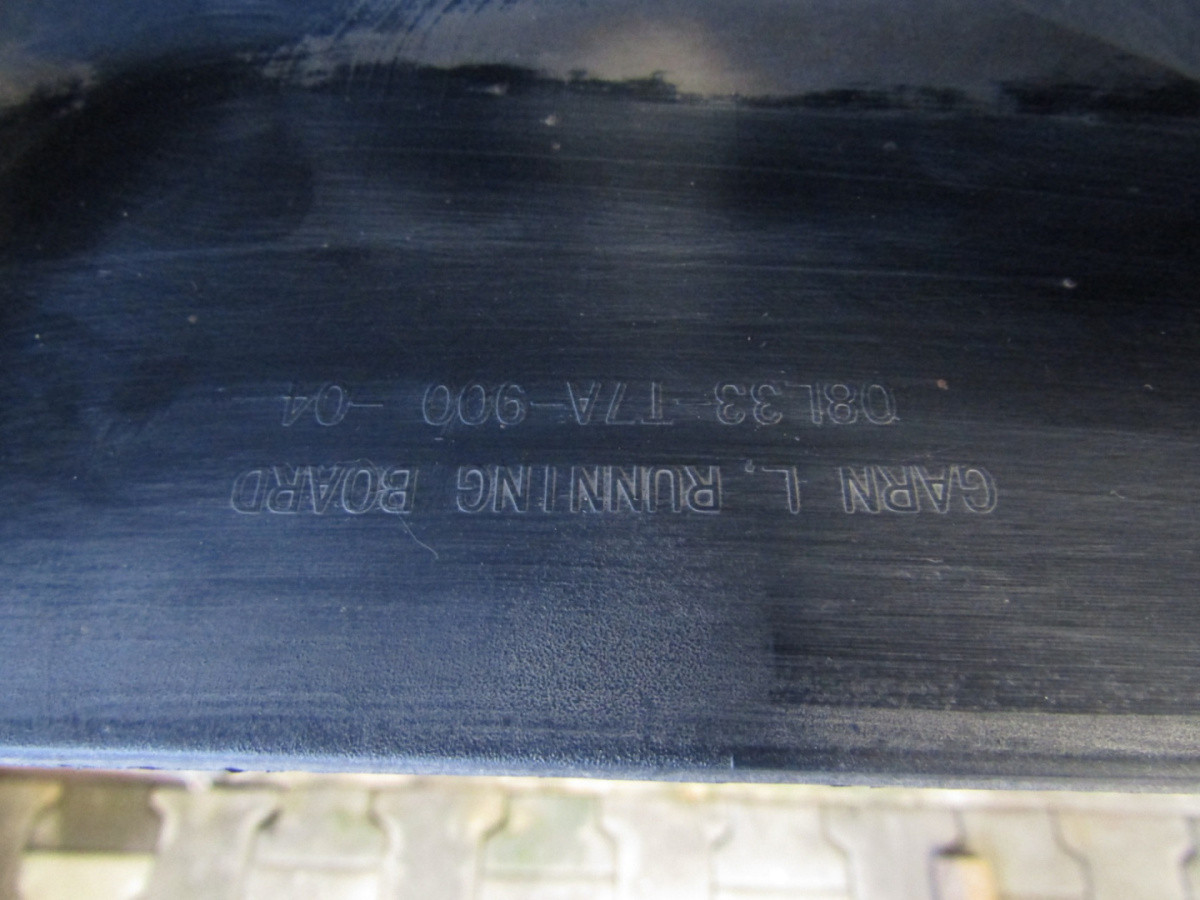 GARN L, RUNNING BOARD
08L33-T7A-900 -04